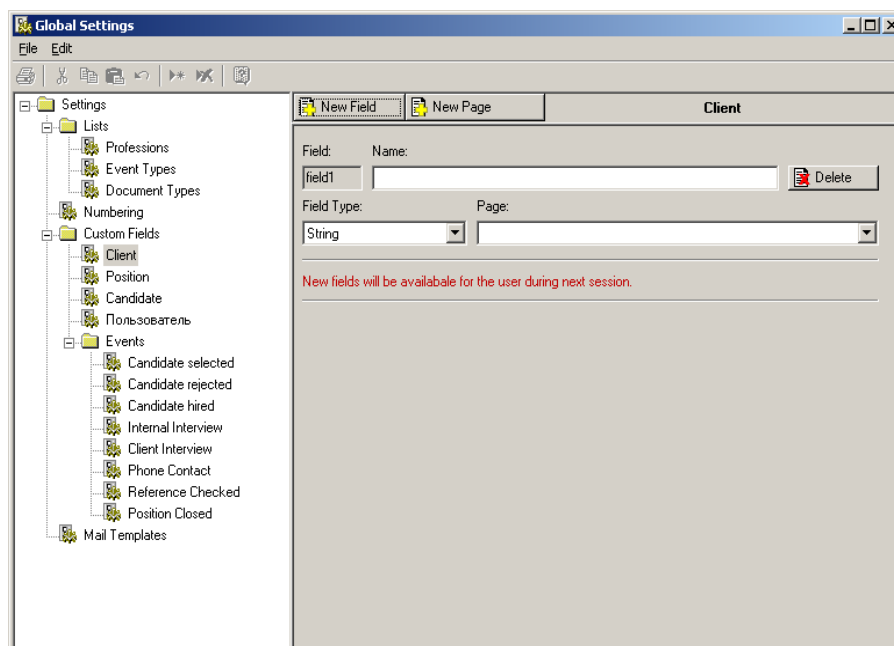 Global Settings
File Edit
Settings
Lists
Professions
Event Types
Document Types
Numbering
Custom Fields
Client
Position
Candidate
Пользователь
Events
Candidate selected
Candidate rejected
Candidate hired
Internal Interview
Client Interview
Phone Contact
Reference Checked
Position Closed
Mail Templates
New Field New Page Client
Field: Name:
field1 Delete
Field Type: Page:
String
New fields will be availabale for the user during next session.